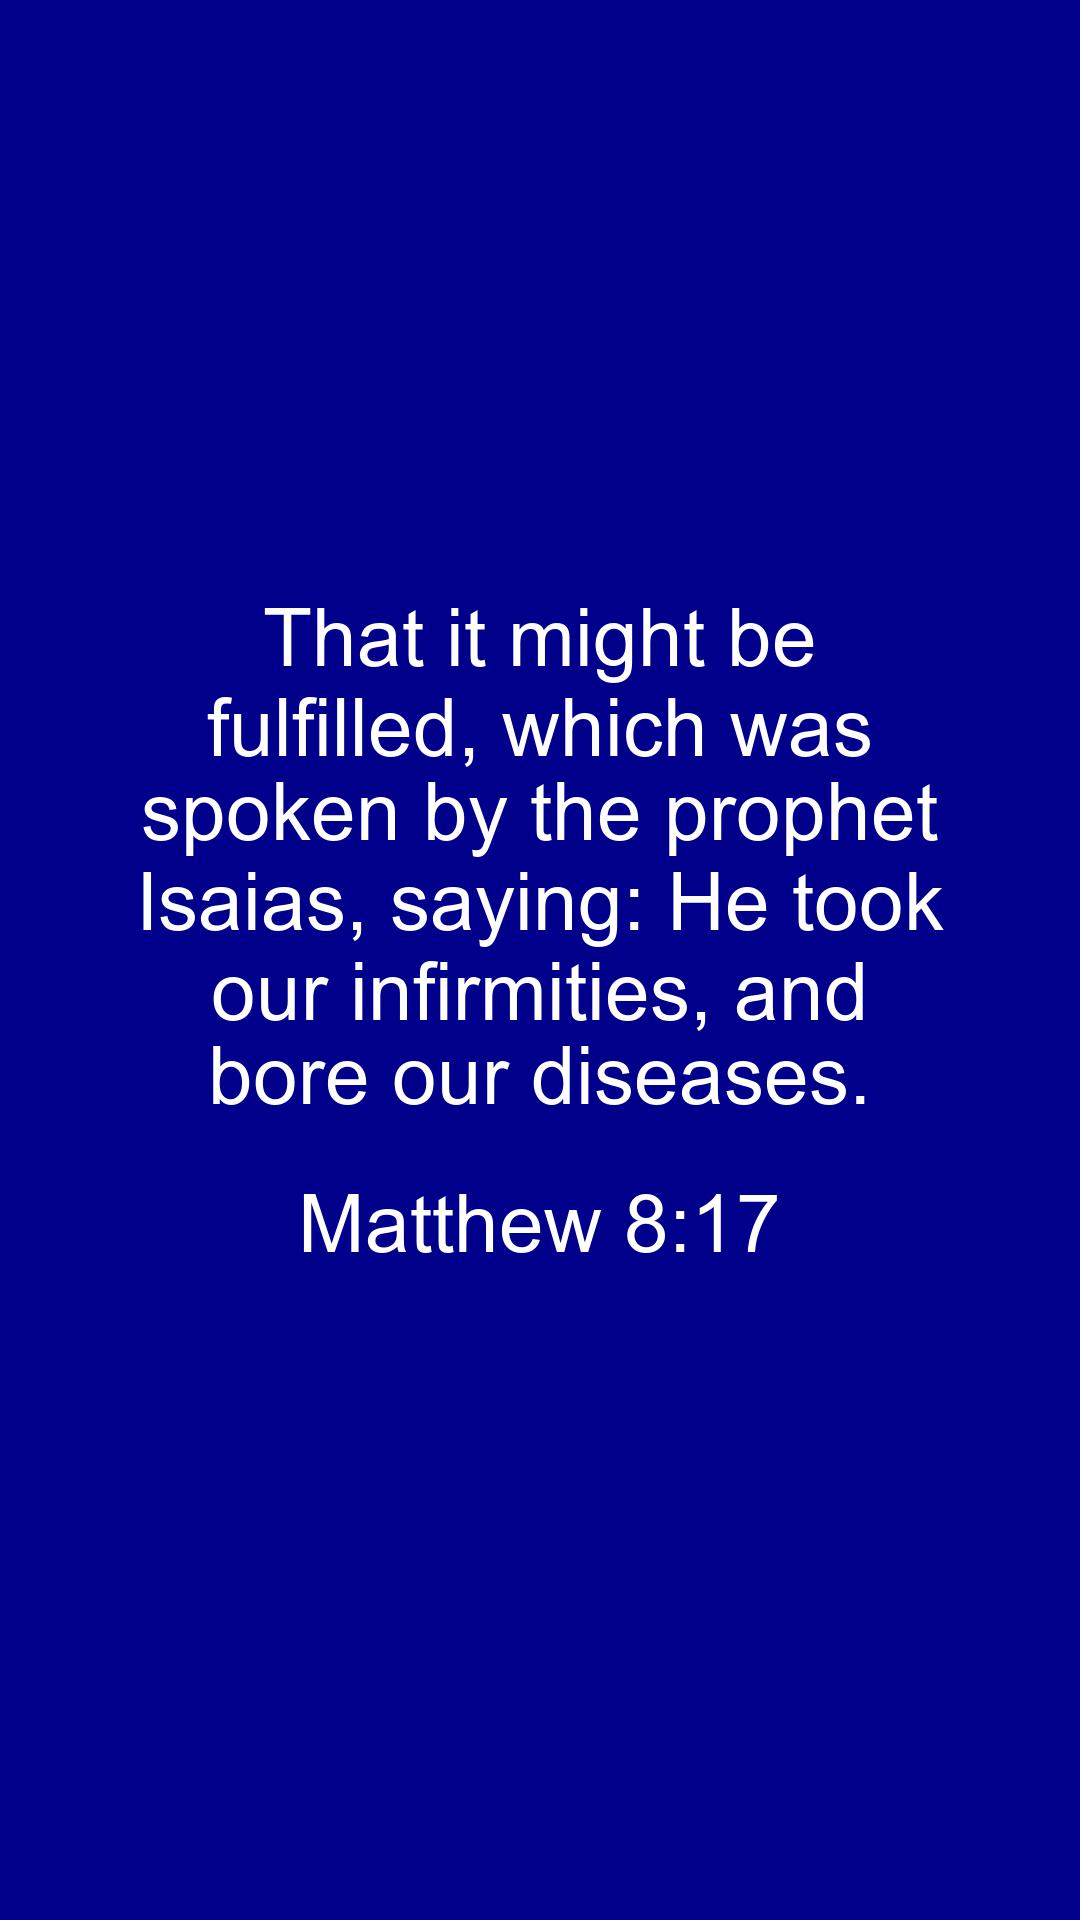 That it might be
fulfilled, which was
spoken by the prophet
Isaias, saying: He took
our infirmities, and
bore our diseases.
Matthew 8:17